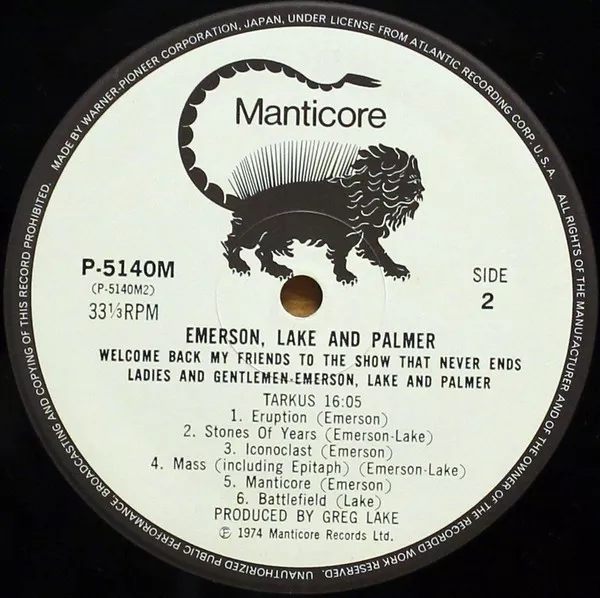 MADE BY WARNER-PIONEER CORPORATION, JAPAN, UNDER LICENSE FROM ATLANTIC RECORDING CORP. U.S.A.
ALL RIGHTS OF THE MANUFACTURER AND OF THE OWNER OF THE RECORDED WORK RESERVED.
UNAUTHORIZED PUBLIC PERFORMANCE, BROADCASTING AND COPYING OF THIS RECORD PROHIBITED.
Manticore
P-5140M
(P-5140M2)
33⅓RPM
SIDE
2
EMERSON, LAKE AND PALMER
WELCOME BACK MY FRIENDS TO THE SHOW THAT NEVER ENDS
LADIES AND GENTLEMEN-EMERSON, LAKE AND PALMER
TARKUS 16:05
1. Eruption (Emerson)
2. Stones Of Years (Emerson-Lake)
3. Iconoclast (Emerson)
4. Mass (including Epitaph) (Emerson-Lake)
5. Manticore (Emerson)
6. Battlefield (Lake)
PRODUCED BY GREG LAKE
℗ 1974 Manticore Records Ltd.